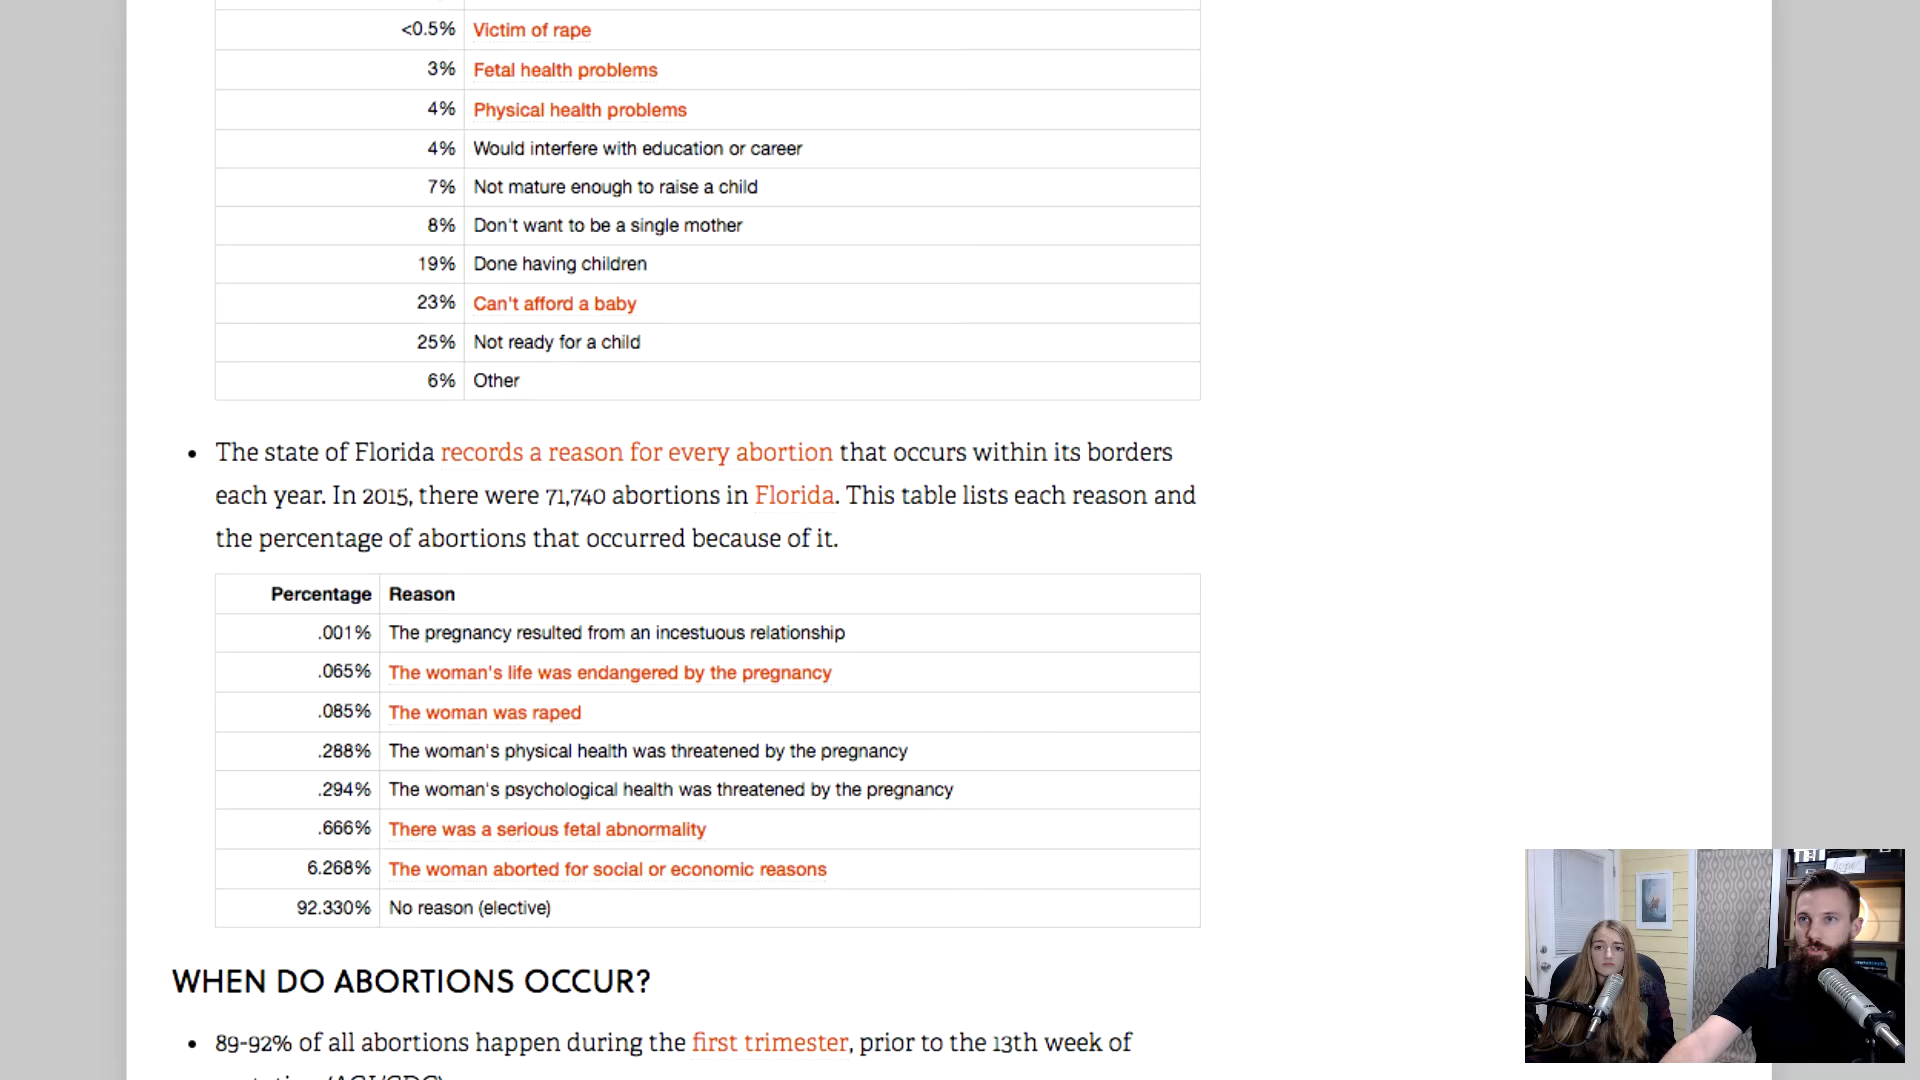 <0.5% Victim of rape
3% Fetal health problems
4% Physical health problems
4% Would interfere with education or career
7% Not mature enough to raise a child
8% Don't want to be a single mother
19% Done having children
23% Can't afford a baby
25% Not ready for a child
6% Other
• The state of Florida records a reason for every abortion that occurs within its borders
each year. In 2015, there were 71,740 abortions in Florida. This table lists each reason and
the percentage of abortions that occurred because of it.
Percentage Reason
.001% The pregnancy resulted from an incestuous relationship
.065% The woman's life was endangered by the pregnancy
.085% The woman was raped
.288% The woman's physical health was threatened by the pregnancy
.294% The woman's psychological health was threatened by the pregnancy
.666% There was a serious fetal abnormality
6.268% The woman aborted for social or economic reasons
92.330% No reason (elective)
WHEN DO ABORTIONS OCCUR?
• 89-92% of all abortions happen during the first trimester, prior to the 13th week of